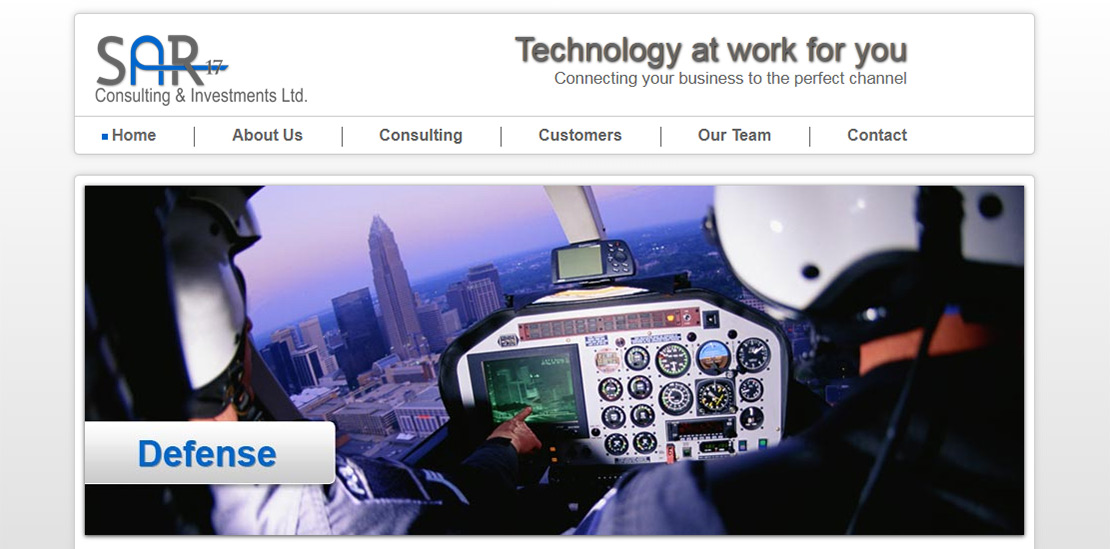 SAR 17
Consulting & Investments Ltd.
Technology at work for you
Connecting your business to the perfect channel
Home
About Us
Consulting
Customers
Our Team
Contact
Defense